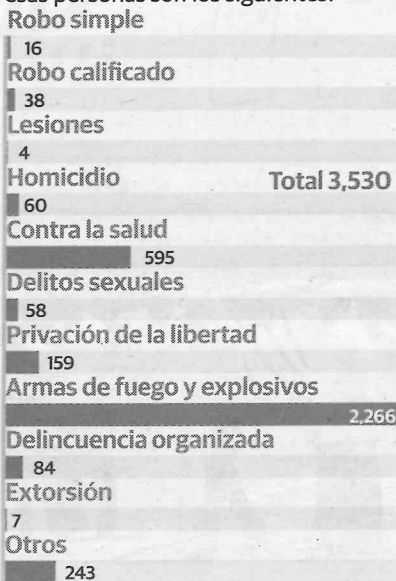 Robo simple
16
Robo calificado
38
Lesiones
4
Homicidio
Total 3,530
60
Contra la salud
595
Delitos sexuales
58
Privación de la libertad
159
Armas de fuego y explosivos
2,266
Delincuencia organizada
84
Extorsión
7
Otros
243